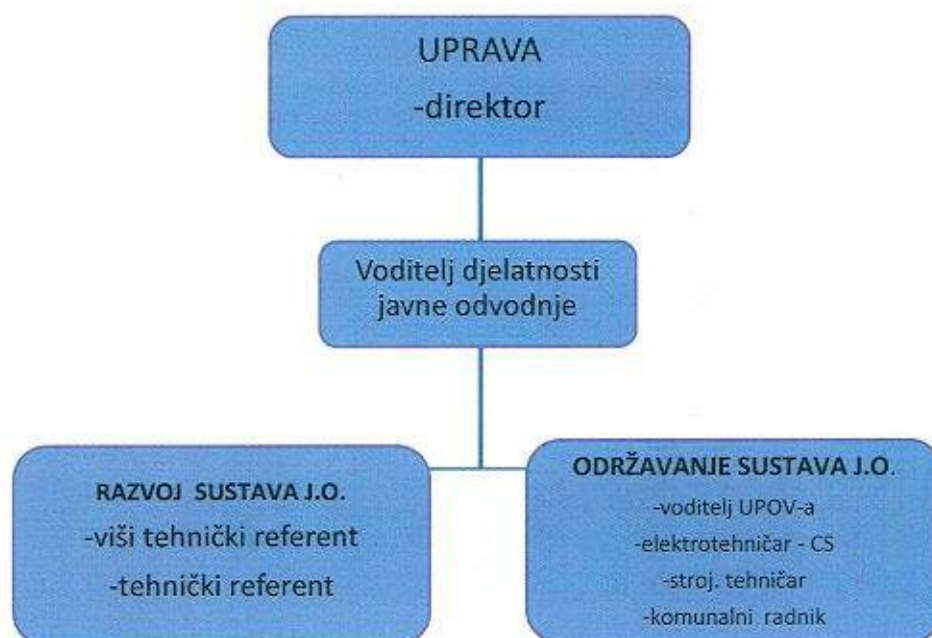 UPRAVA
-direktor
Voditelj djelatnosti
javne odvodnje
RAZVOJ SUSTAVA J.O.
-viši tehnički referent
-tehnički referent
ODRŽAVANJE SUSTAVA J.O.
-voditelj UPOV-a
-elektrotehničar - CS
-stroj. tehničar
-komunalni radnik